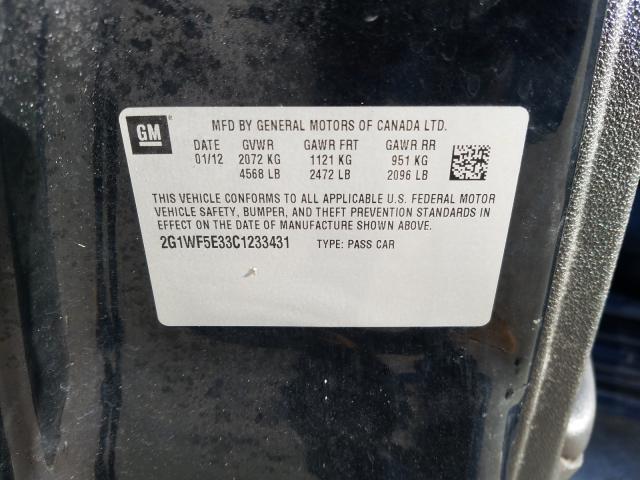 GM
MFD BY GENERAL MOTORS OF CANADA LTD.
DATE GVWR GAWR FRT GAWR RR
01/12 2072 KG 1121 KG 951 KG
4568 LB 2472 LB 2096 LB
THIS VEHICLE CONFORMS TO ALL APPLICABLE U.S. FEDERAL MOTOR
VEHICLE SAFETY, BUMPER, AND THEFT PREVENTION STANDARDS IN
EFFECT ON THE DATE OF MANUFACTURE SHOWN ABOVE.
2G1WF5E33C1233431 TYPE: PASS CAR